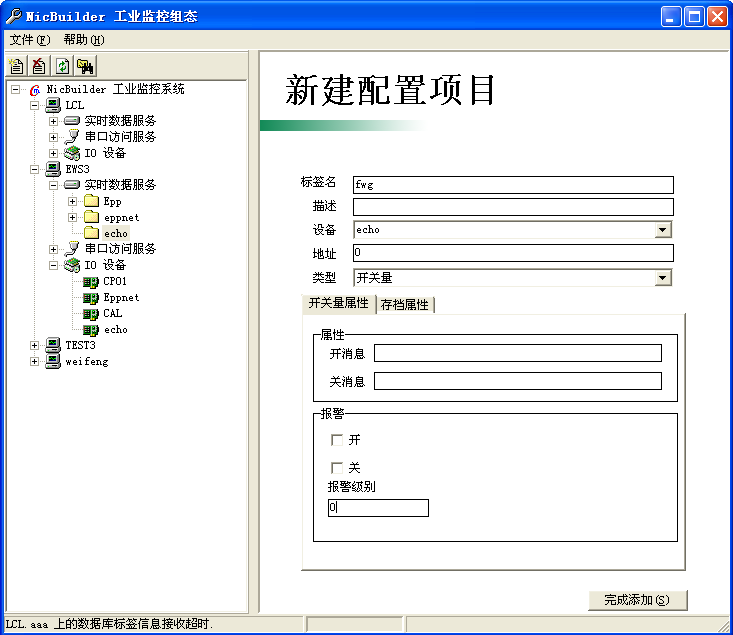 NicBuilder 工业监控组态
文件(F) 帮助(H)
NicBuilder 工业监控系统
LCL
实时数据服务
串口访问服务
IO 设备
EWS3
实时数据服务
Epp
eppnet
echo
串口访问服务
IO 设备
CPO1
Eppnet
CAL
echo
TEST3
weifeng
新建配置项目
标签名 fwg
描述
设备 echo
地址 0
类型 开关量
开关量属性 存档属性
属性
开消息
关消息
报警
开
关
报警级别
0
完成添加(S)
LCL.aaa 上的数据库标签信息接收超时.